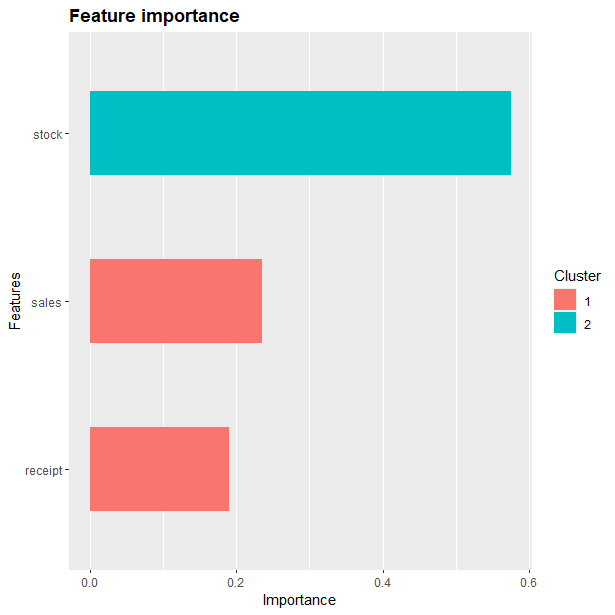 Feature importance
stock
sales
receipt
Features
0.0 0.2 0.4 0.6
Importance
Cluster
1
2